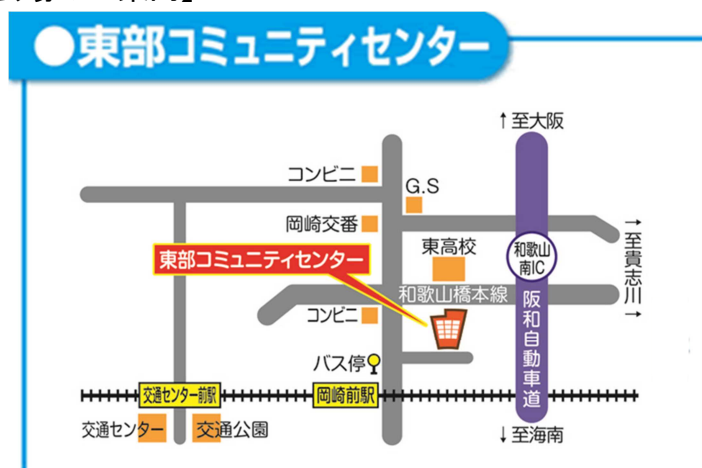 ●東部コミュニティセンター
↑至大阪
コンビニ
G.S
岡崎交番
東高校
和歌山
南IC
→至貴志川→
東部コミュニティセンター
和歌山橋本線
コンビニ
阪和自動車道
バス停
交通センター前駅
岡崎前駅
交通センター
交通公園
↓至海南